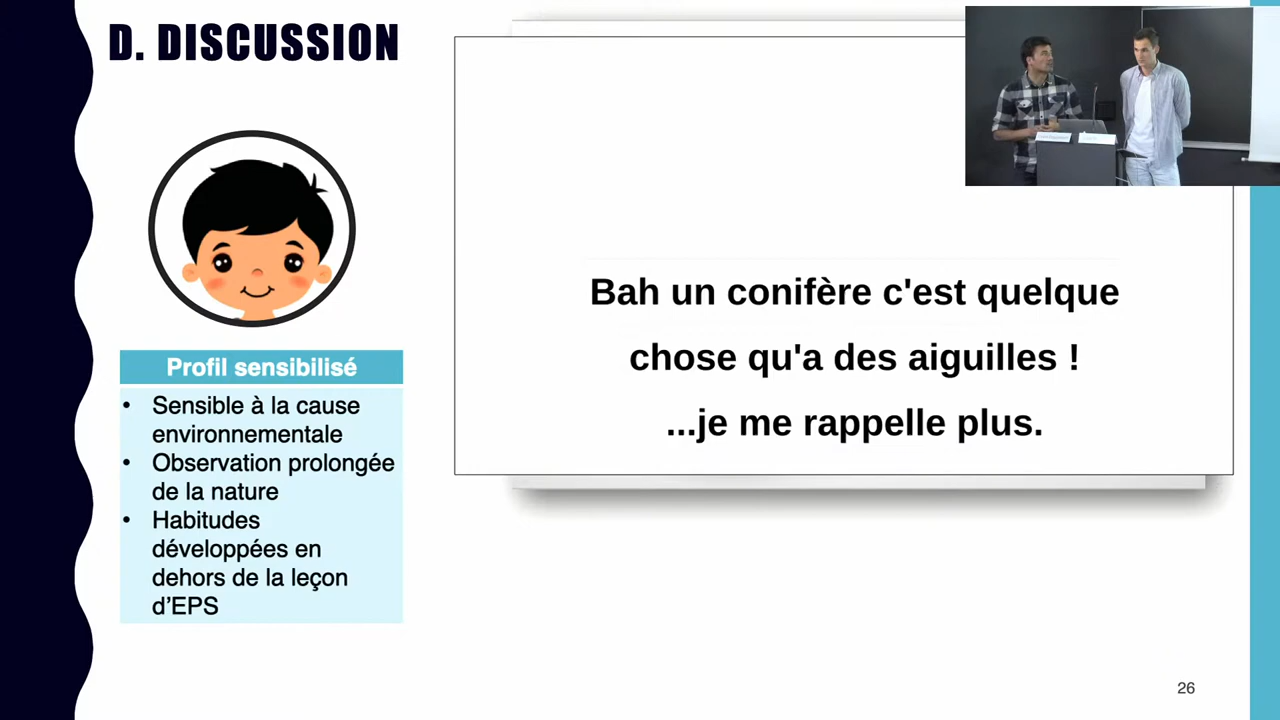 D. DISCUSSION
Profil sensibilisé
• Sensible à la cause
environnementale
• Observation prolongée
de la nature
• Habitudes
développées en
dehors de la leçon
d'EPS
Bah un conifère c'est quelque
chose qu'a des aiguilles !
...je me rappelle plus.
26